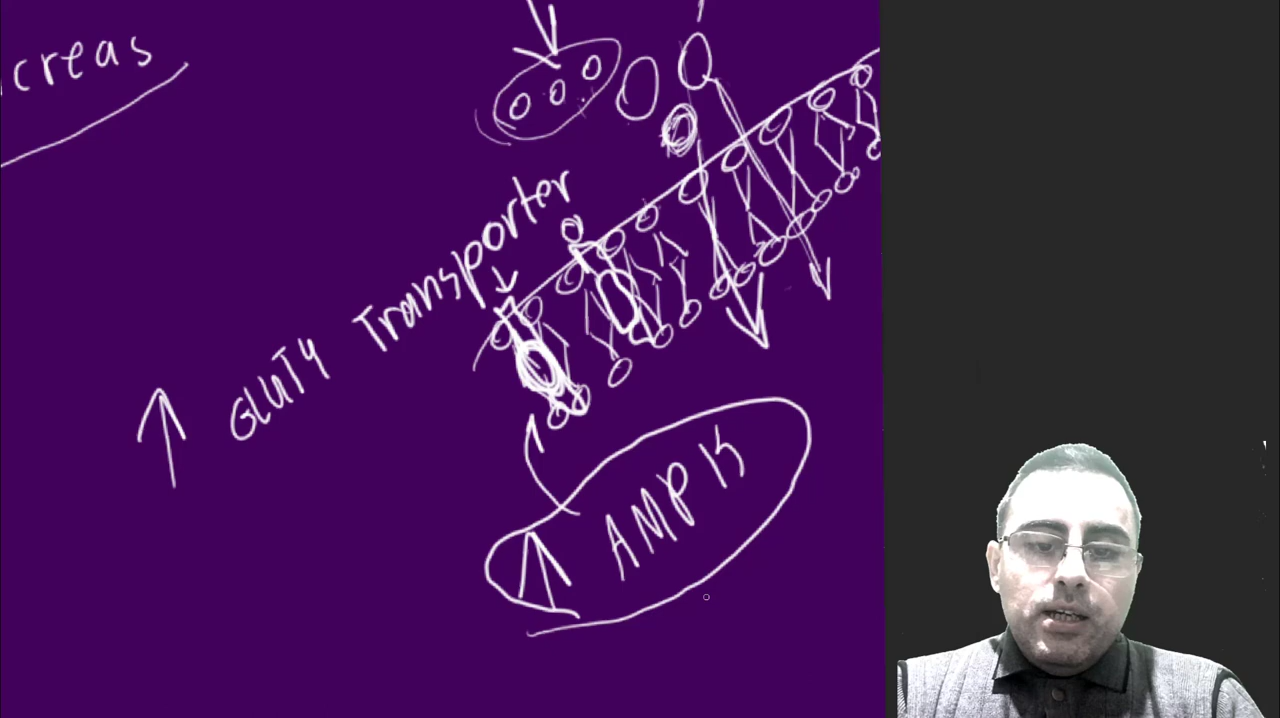 creas
↑ GLUT4 Transporter
↑ AMPK